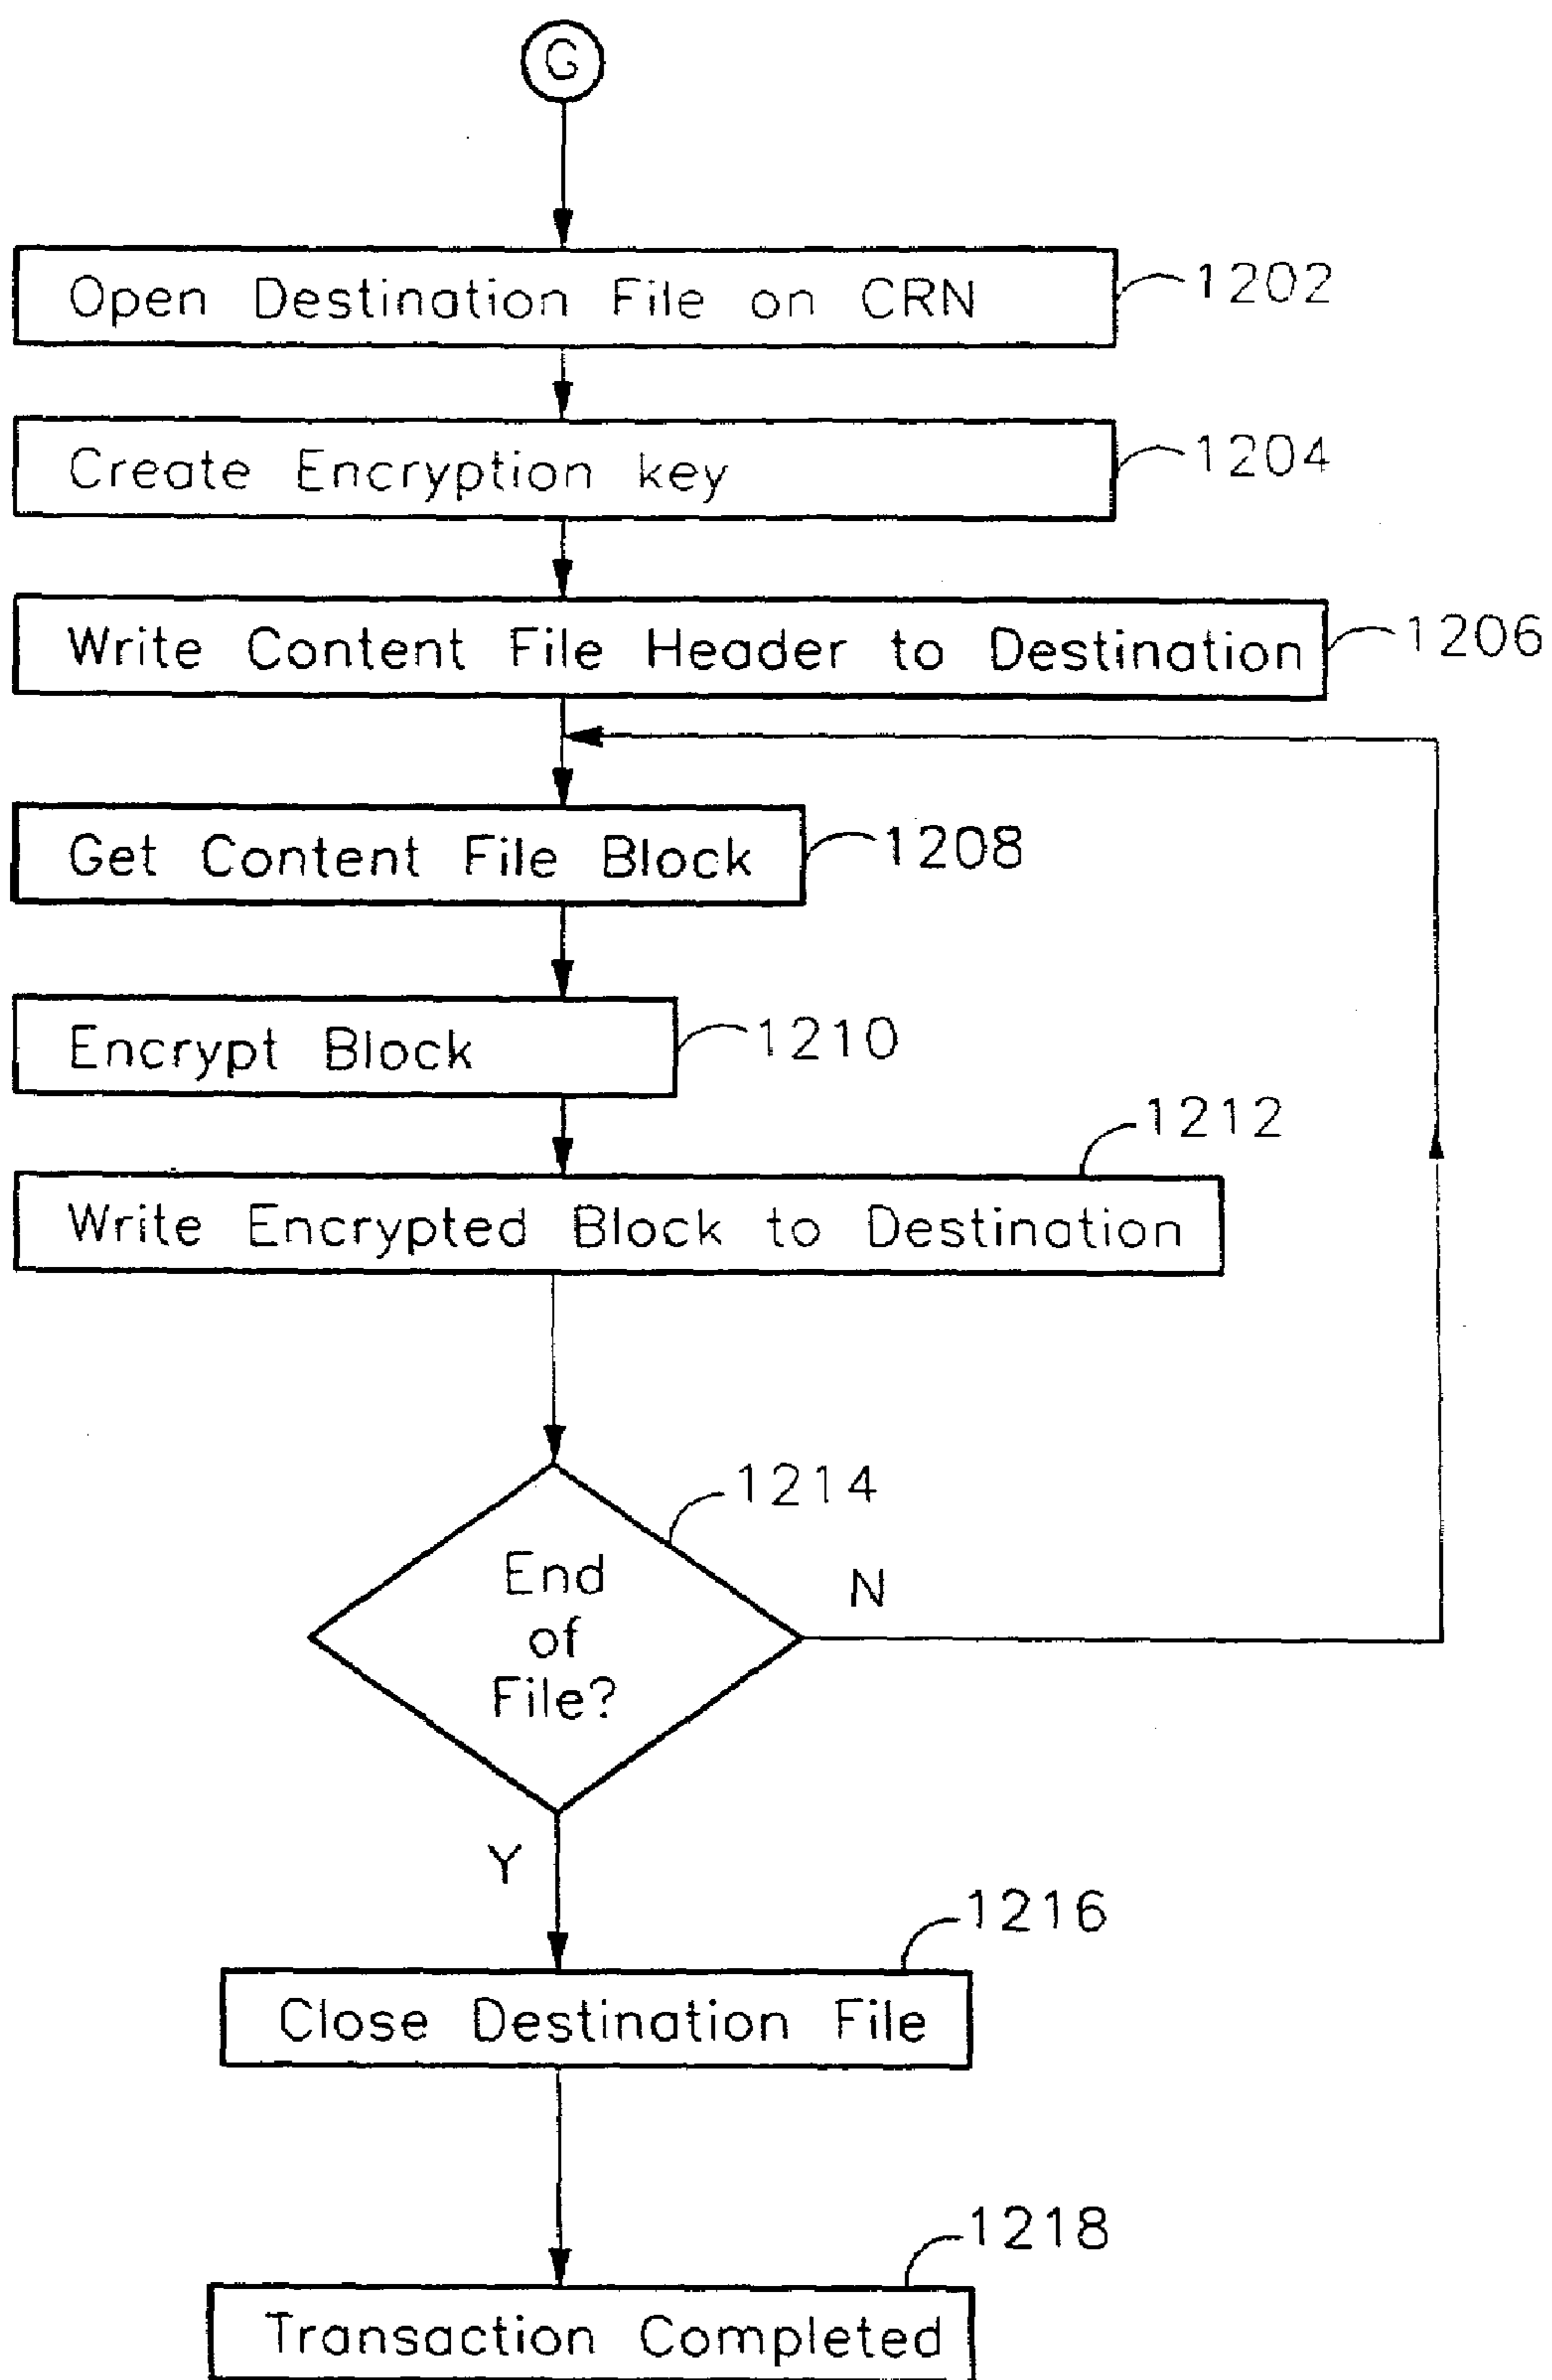 G
Open Destination File on CRN
1202
Create Encryption key
1204
Write Content File Header to Destination
1206
Get Content File Block
1208
Encrypt Block
1210
1212
Write Encrypted Block to Destination
1214
End
of
File?
N
Y
1216
Close Destination File
1218
Transaction Completed